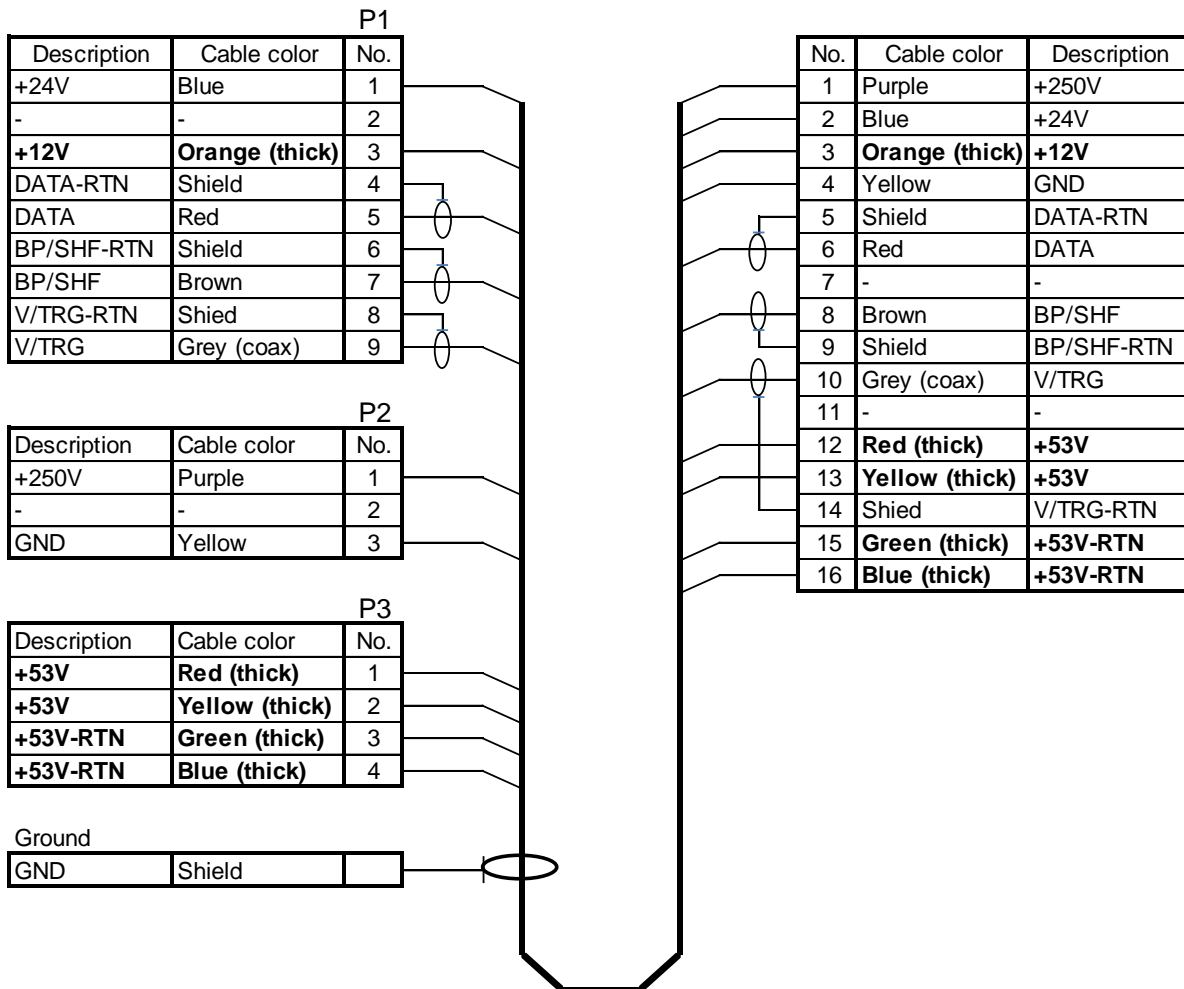 P1
Description Cable color No.
+24V Blue 1
- - 2
+12V Orange (thick) 3
DATA-RTN Shield 4
DATA Red 5
BP/SHF-RTN Shield 6
BP/SHF Brown 7
V/TRG-RTN Shied 8
V/TRG Grey (coax) 9
P2
Description Cable color No.
+250V Purple 1
- - 2
GND Yellow 3
P3
Description Cable color No.
+53V Red (thick) 1
+53V Yellow (thick) 2
+53V-RTN Green (thick) 3
+53V-RTN Blue (thick) 4
Ground
GND Shield
No. Cable color Description
1 Purple +250V
2 Blue +24V
3 Orange (thick) +12V
4 Yellow GND
5 Shield DATA-RTN
6 Red DATA
7 - -
8 Brown BP/SHF
9 Shield BP/SHF-RTN
10 Grey (coax) V/TRG
11 - -
12 Red (thick) +53V
13 Yellow (thick) +53V
14 Shied V/TRG-RTN
15 Green (thick) +53V-RTN
16 Blue (thick) +53V-RTN